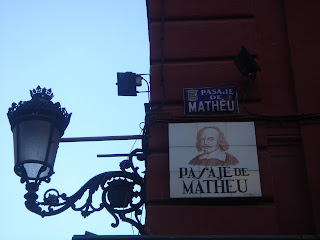 PASAJE
DE
MATHEU
PASAJE DE
MATHEU